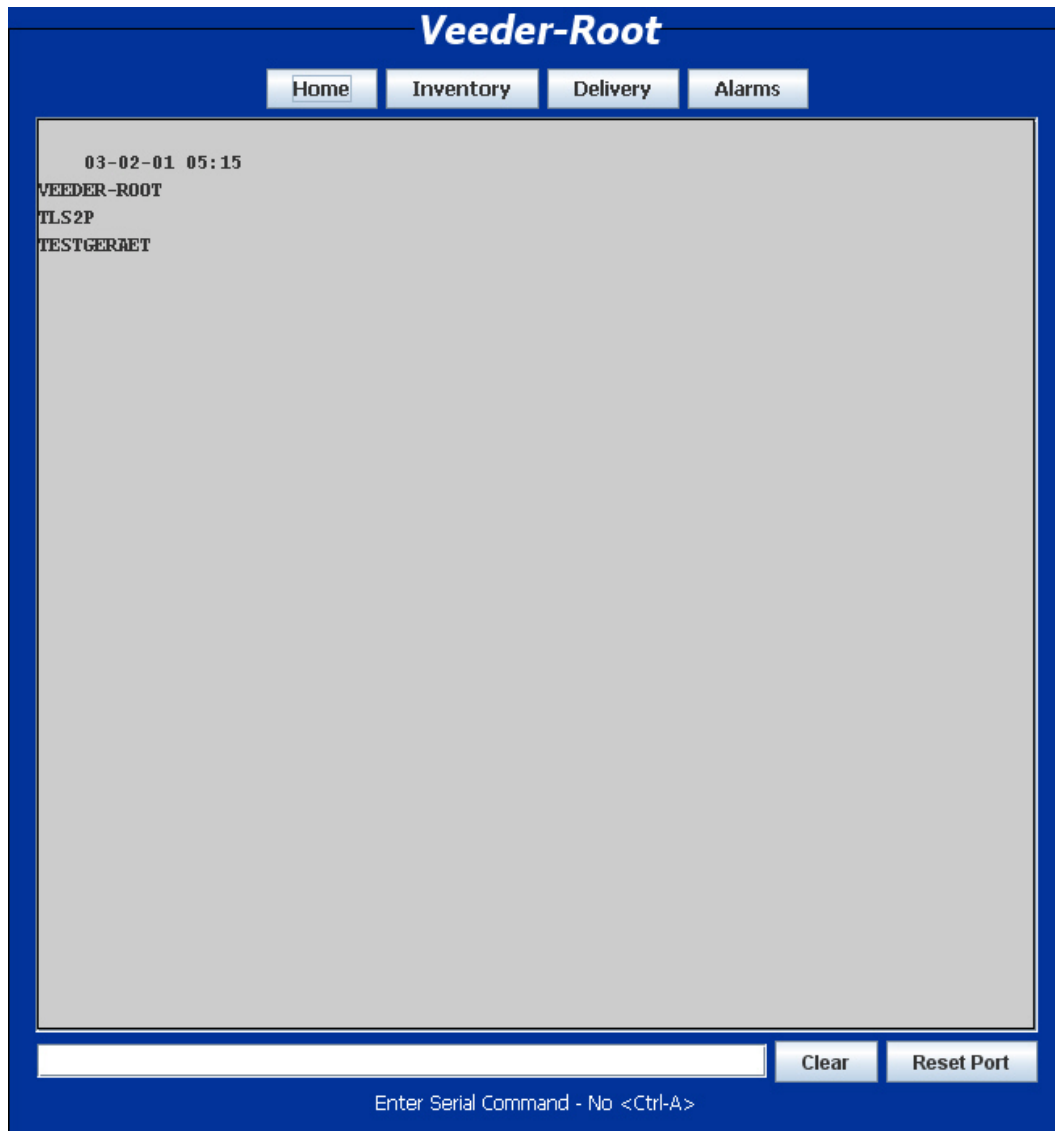 Veeder-Root
Home Inventory Delivery Alarms
03-02-01 05:15
VEEDER-ROOT
TLS2P
TESTGERAET
Clear Reset Port
Enter Serial Command - No <Ctrl-A>